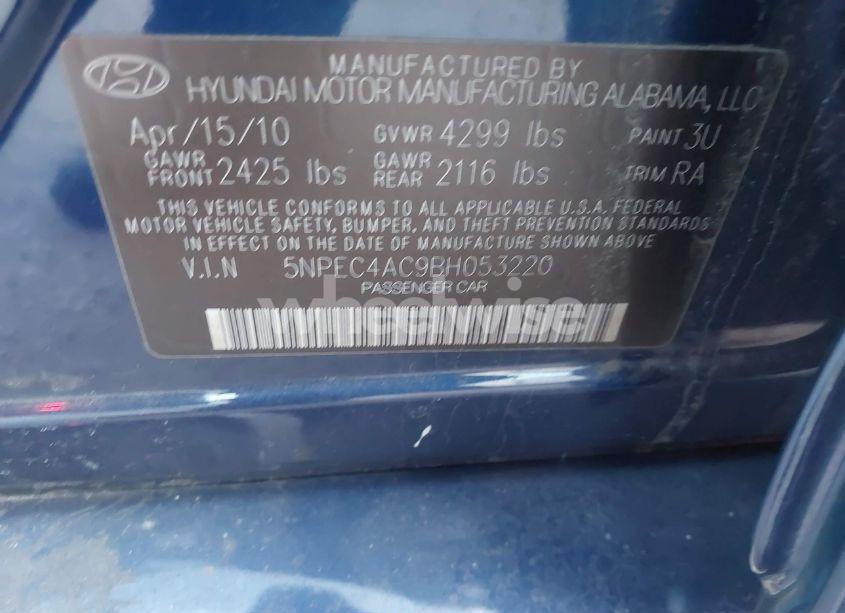 MANUFACTURED BY
HYUNDAI MOTOR MANUFACTURING ALABAMA, LLC
Apr/15/10 GVWR 4299 lbs PAINT 3U
GAWR FRONT 2425 lbs GAWR REAR 2116 lbs TRIM RA
THIS VEHICLE CONFORMS TO ALL APPLICABLE U.S.A. FEDERAL
MOTOR VEHICLE SAFETY, BUMPER, AND THEFT PREVENTION STANDARDS
IN EFFECT ON THE DATE OF MANUFACTURE SHOWN ABOVE
V.I.N 5NPEC4AC9BH053220
PASSENGER CAR
wheelwise